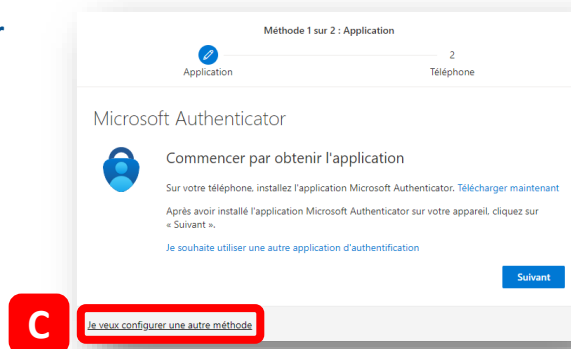 Méthode 1 sur 2 : Application
2
Application
Téléphone
Microsoft Authenticator
Commencer par obtenir l'application
Sur votre téléphone, installez l'application Microsoft Authenticator. Télécharger maintenant
Après avoir installé l'application Microsoft Authenticator sur votre appareil, cliquez sur
« Suivant ».
Je souhaite utiliser une autre application d'authentification
Suivant
C
Je veux configurer une autre méthode